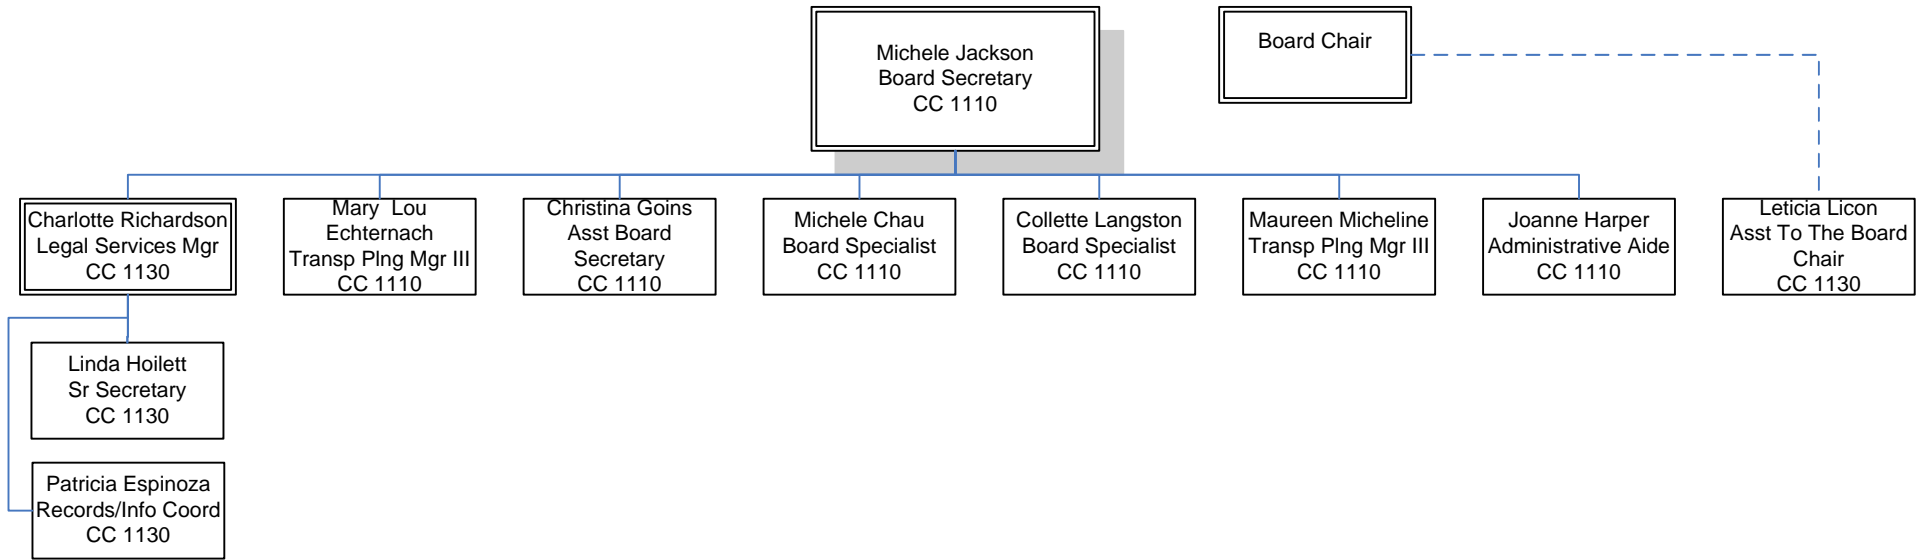 Michele Jackson
Board Secretary
CC 1110
Board Chair
Charlotte Richardson
Legal Services Mgr
CC 1130
Mary Lou
Echternach
Transp Plng Mgr III
CC 1110
Christina Goins
Asst Board
Secretary
CC 1110
Michele Chau
Board Specialist
CC 1110
Collette Langston
Board Specialist
CC 1110
Maureen Micheline
Transp Plng Mgr III
CC 1110
Joanne Harper
Administrative Aide
CC 1110
Leticia Licon
Asst To The Board
Chair
CC 1130
Linda Hoilett
Sr Secretary
CC 1130
Patricia Espinoza
Records/Info Coord
CC 1130